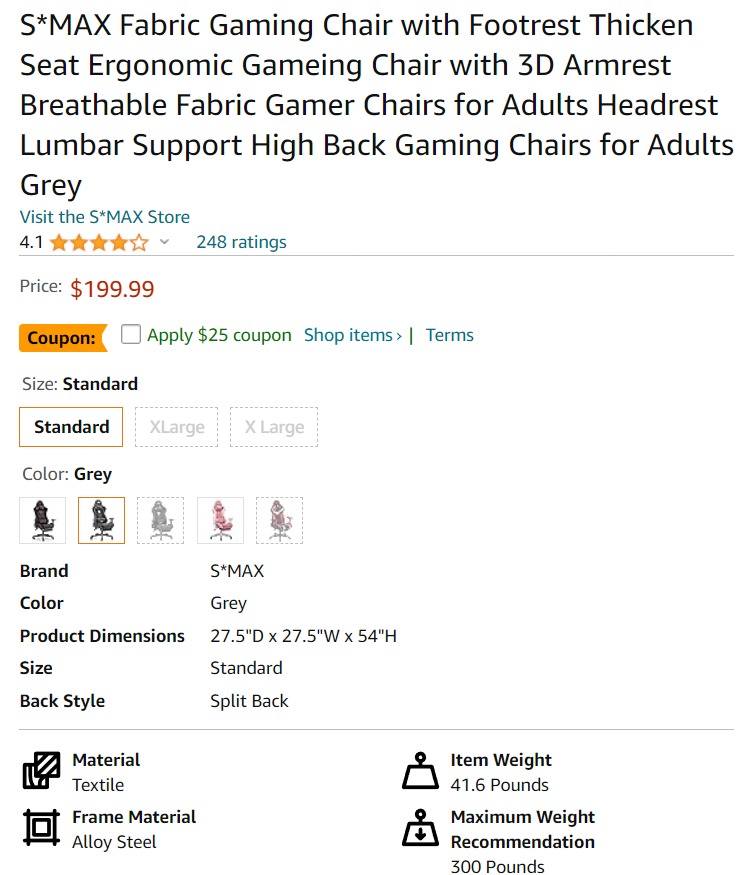 S*MAX Fabric Gaming Chair with Footrest Thicken
Seat Ergonomic Gameing Chair with 3D Armrest
Breathable Fabric Gamer Chairs for Adults Headrest
Lumbar Support High Back Gaming Chairs for Adults
Grey
Visit the S*MAX Store
4.1 248 ratings
Price: $199.99
Coupon: Apply $25 coupon Shop items › | Terms
Size: Standard
Standard XLarge X Large
Color: Grey
Brand S*MAX
Color Grey
Product Dimensions 27.5"D x 27.5"W x 54"H
Size Standard
Back Style Split Back
Material
Textile
Item Weight
41.6 Pounds
Frame Material
Alloy Steel
Maximum Weight
Recommendation
300 Pounds